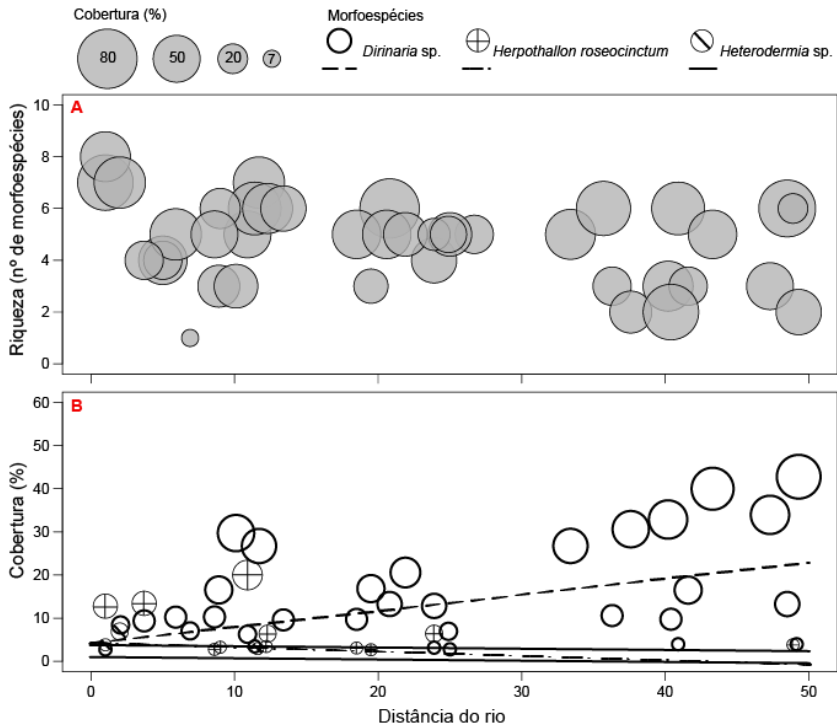 Cobertura (%)
Morfoespécies
80 50 20 7
Dirinaria sp. Herpothallon roseocinctum Heterodermia sp.
A
Riqueza (nº de morfoespécies)
10
8
6
4
2
0
B
Cobertura (%)
60
50
40
30
20
10
0
0 10 20 30 40 50
Distância do rio